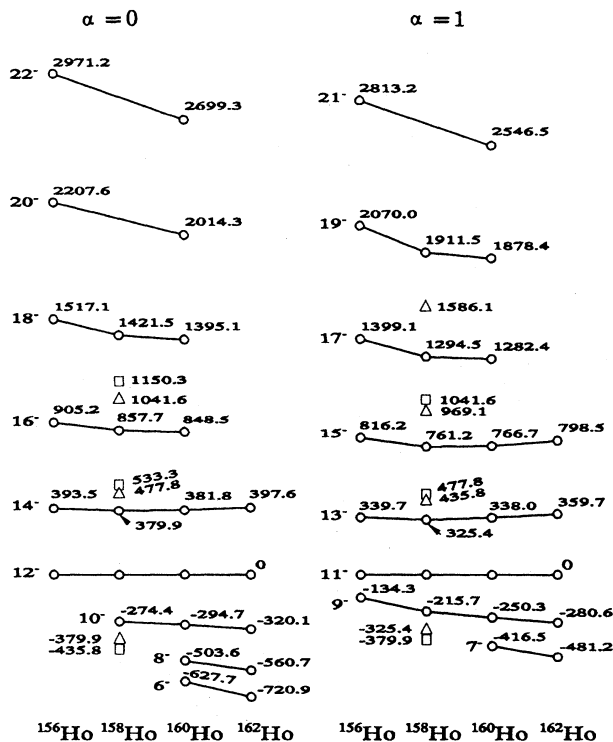 α = 0
22⁻ 2971.2 2699.3
20⁻ 2207.6 2014.3
18⁻ 1517.1 1421.5 1395.1
1150.3
1041.6
16⁻ 905.2 857.7 848.5
533.3
477.8
14⁻ 393.5 381.8 397.6
379.9
12⁻ 0
10⁻ -274.4 -294.7 -320.1
-379.9
-435.8
8⁻ -503.6 -560.7
6⁻ -627.7 -720.9
¹⁵⁶Ho ¹⁵⁸Ho ¹⁶⁰Ho ¹⁶²Ho
α = 1
21⁻ 2813.2 2546.5
19⁻ 2070.0 1911.5 1878.4
1586.1
17⁻ 1399.1 1294.5 1282.4
1041.6
969.1
15⁻ 816.2 761.2 766.7 798.5
477.8
435.8
13⁻ 339.7 338.0 359.7
325.4
11⁻ 0
9⁻ -134.3 -215.7 -250.3 -280.6
-325.4
-379.9
7⁻ -416.5 -481.2
¹⁵⁶Ho ¹⁵⁸Ho ¹⁶⁰Ho ¹⁶²Ho